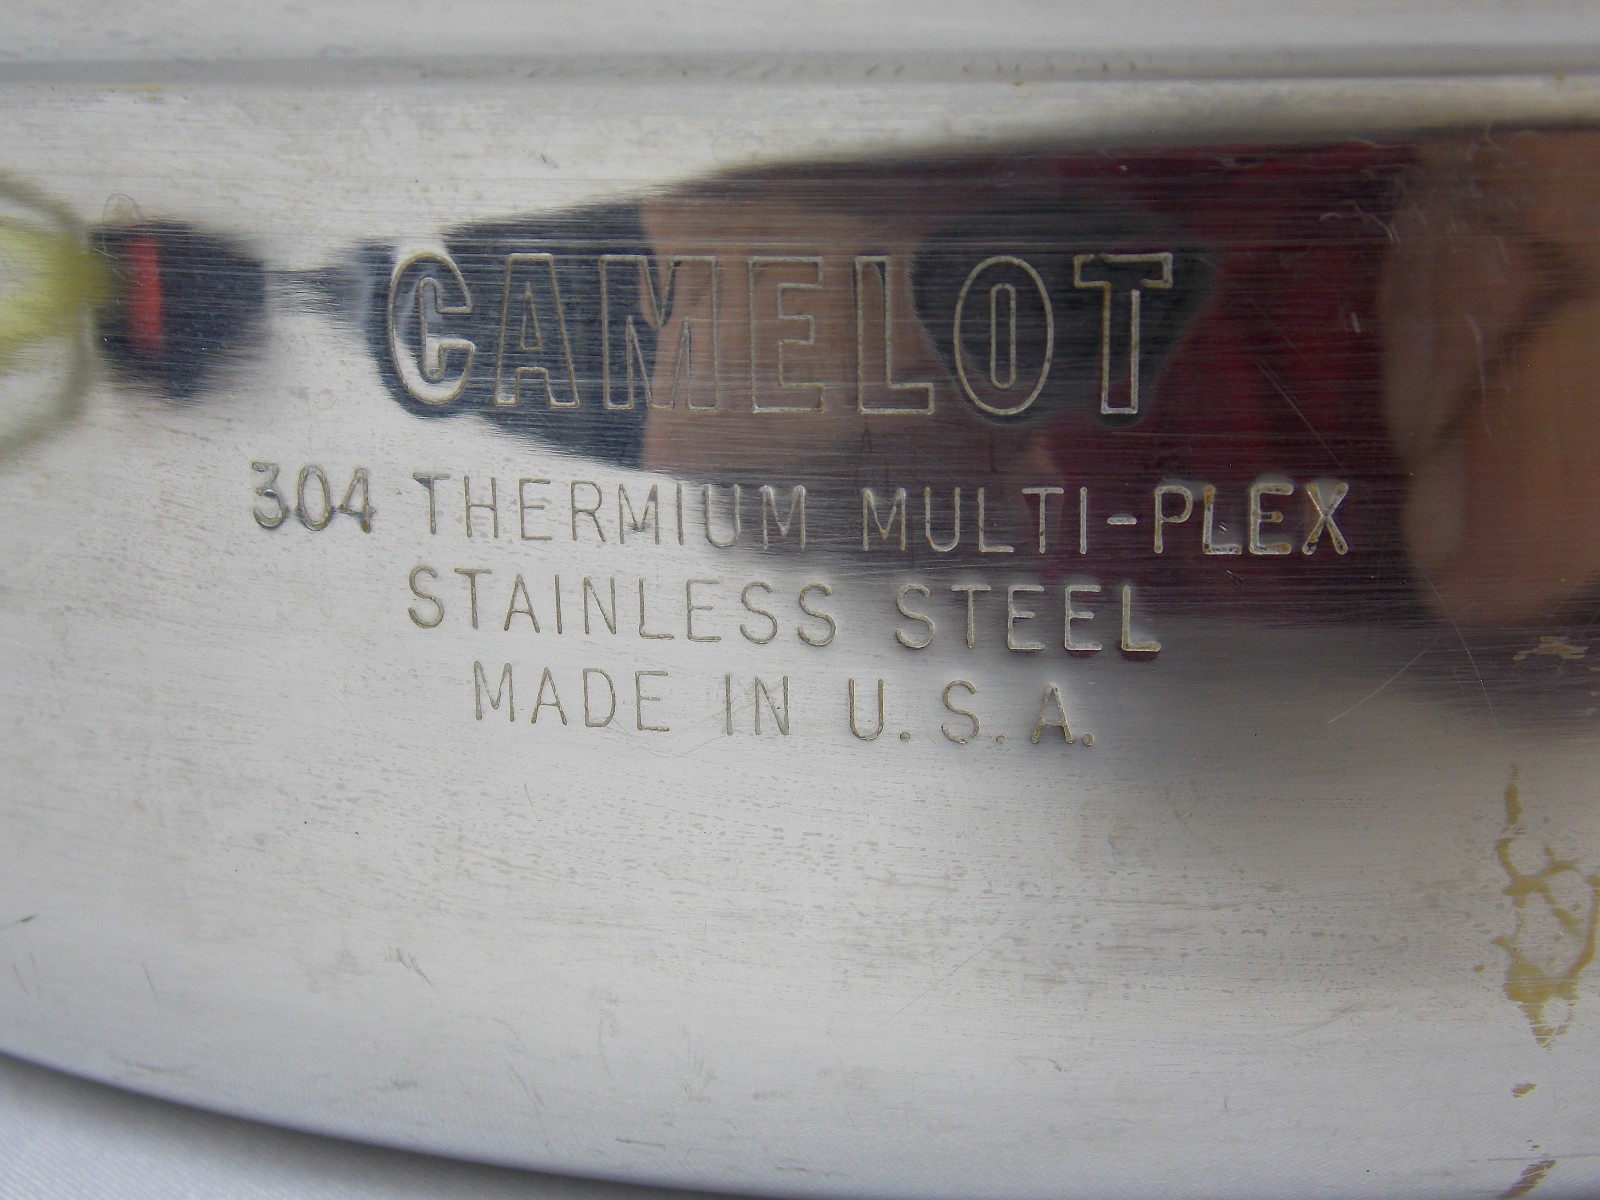 CAMELOT
304 THERMIUM MULTI-PLEX
STAINLESS STEEL
MADE IN U.S.A.